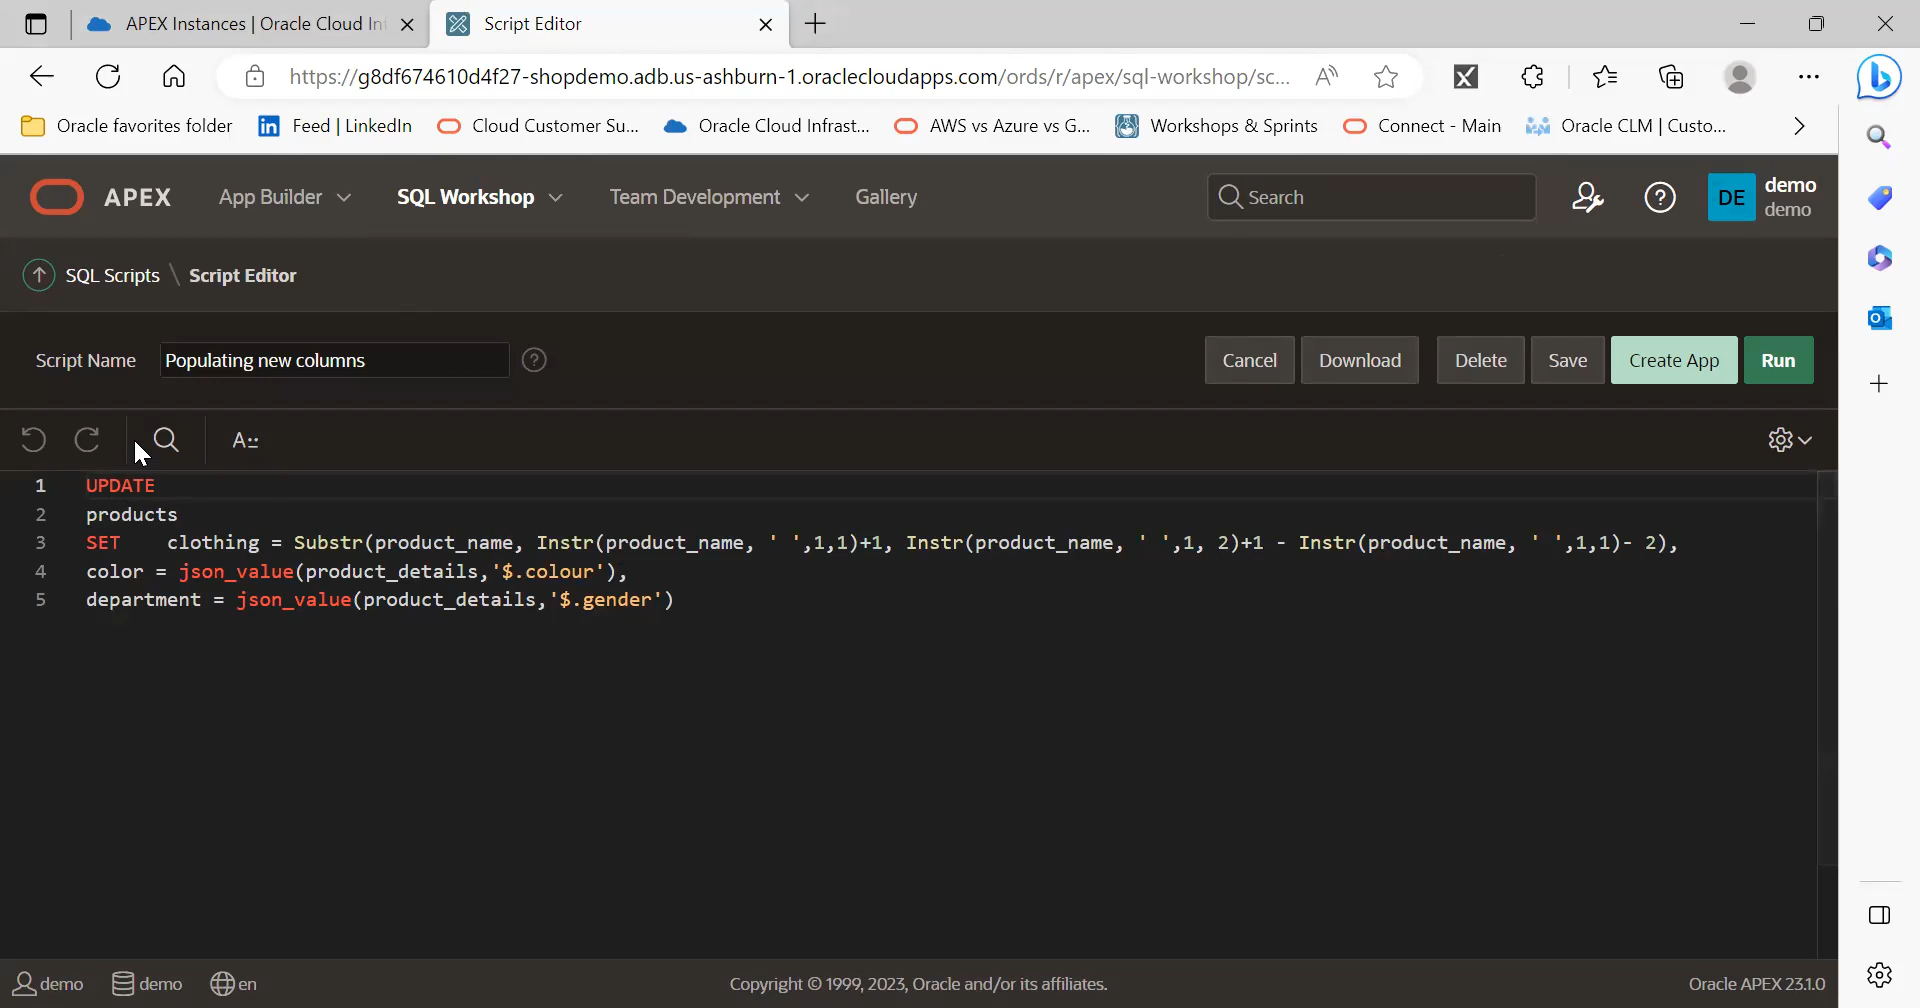 APEX Instances | Oracle Cloud Inf
Script Editor
https://g8df674610d4f27-shopdemo.adb.us-ashburn-1.oraclecloudapps.com/ords/r/apex/sql-workshop/sc...
Oracle favorites folder
Feed | LinkedIn
Cloud Customer Su...
Oracle Cloud Infrast...
AWS vs Azure vs G...
Workshops & Sprints
Connect - Main
Oracle CLM | Custo...
APEX
App Builder
SQL Workshop
Team Development
Gallery
Search
DE
demo
demo
SQL Scripts \ Script Editor
Script Name
Populating new columns
Cancel
Download
Delete
Save
Create App
Run
1 UPDATE
2 products
3 SET    clothing = Substr(product_name, Instr(product_name, ' ',1,1)+1, Instr(product_name, ' ',1, 2)+1 - Instr(product_name, ' ',1,1)- 2),
4 color = json_value(product_details,'$.colour'),
5 department = json_value(product_details,'$.gender')
demo
demo
en
Copyright © 1999, 2023, Oracle and/or its affiliates.
Oracle APEX 23.1.0